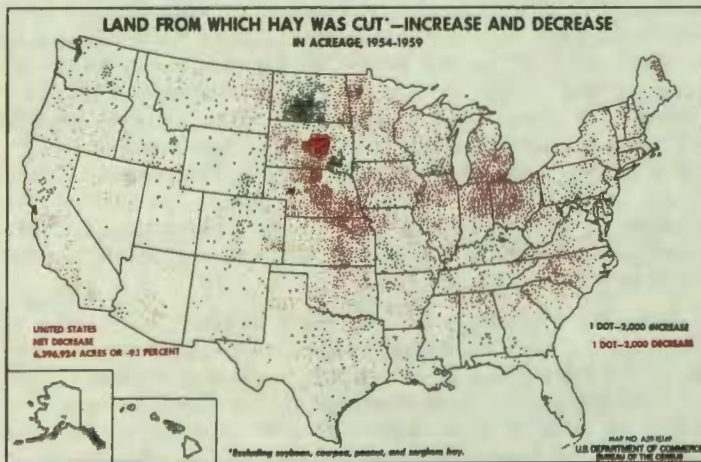 LAND FROM WHICH HAY WAS CUT*—INCREASE AND DECREASE
IN ACREAGE, 1954-1959
UNITED STATES
NET DECREASE
6,396,924 ACRES OR -9.1 PERCENT
1 DOT—2,000 INCREASE
1 DOT—2,000 DECREASE
*Excluding soybean, cowpea, peanut, and sorghum hay.
MAP NO.
U.S. DEPARTMENT OF COMMERCE
BUREAU OF THE CENSUS